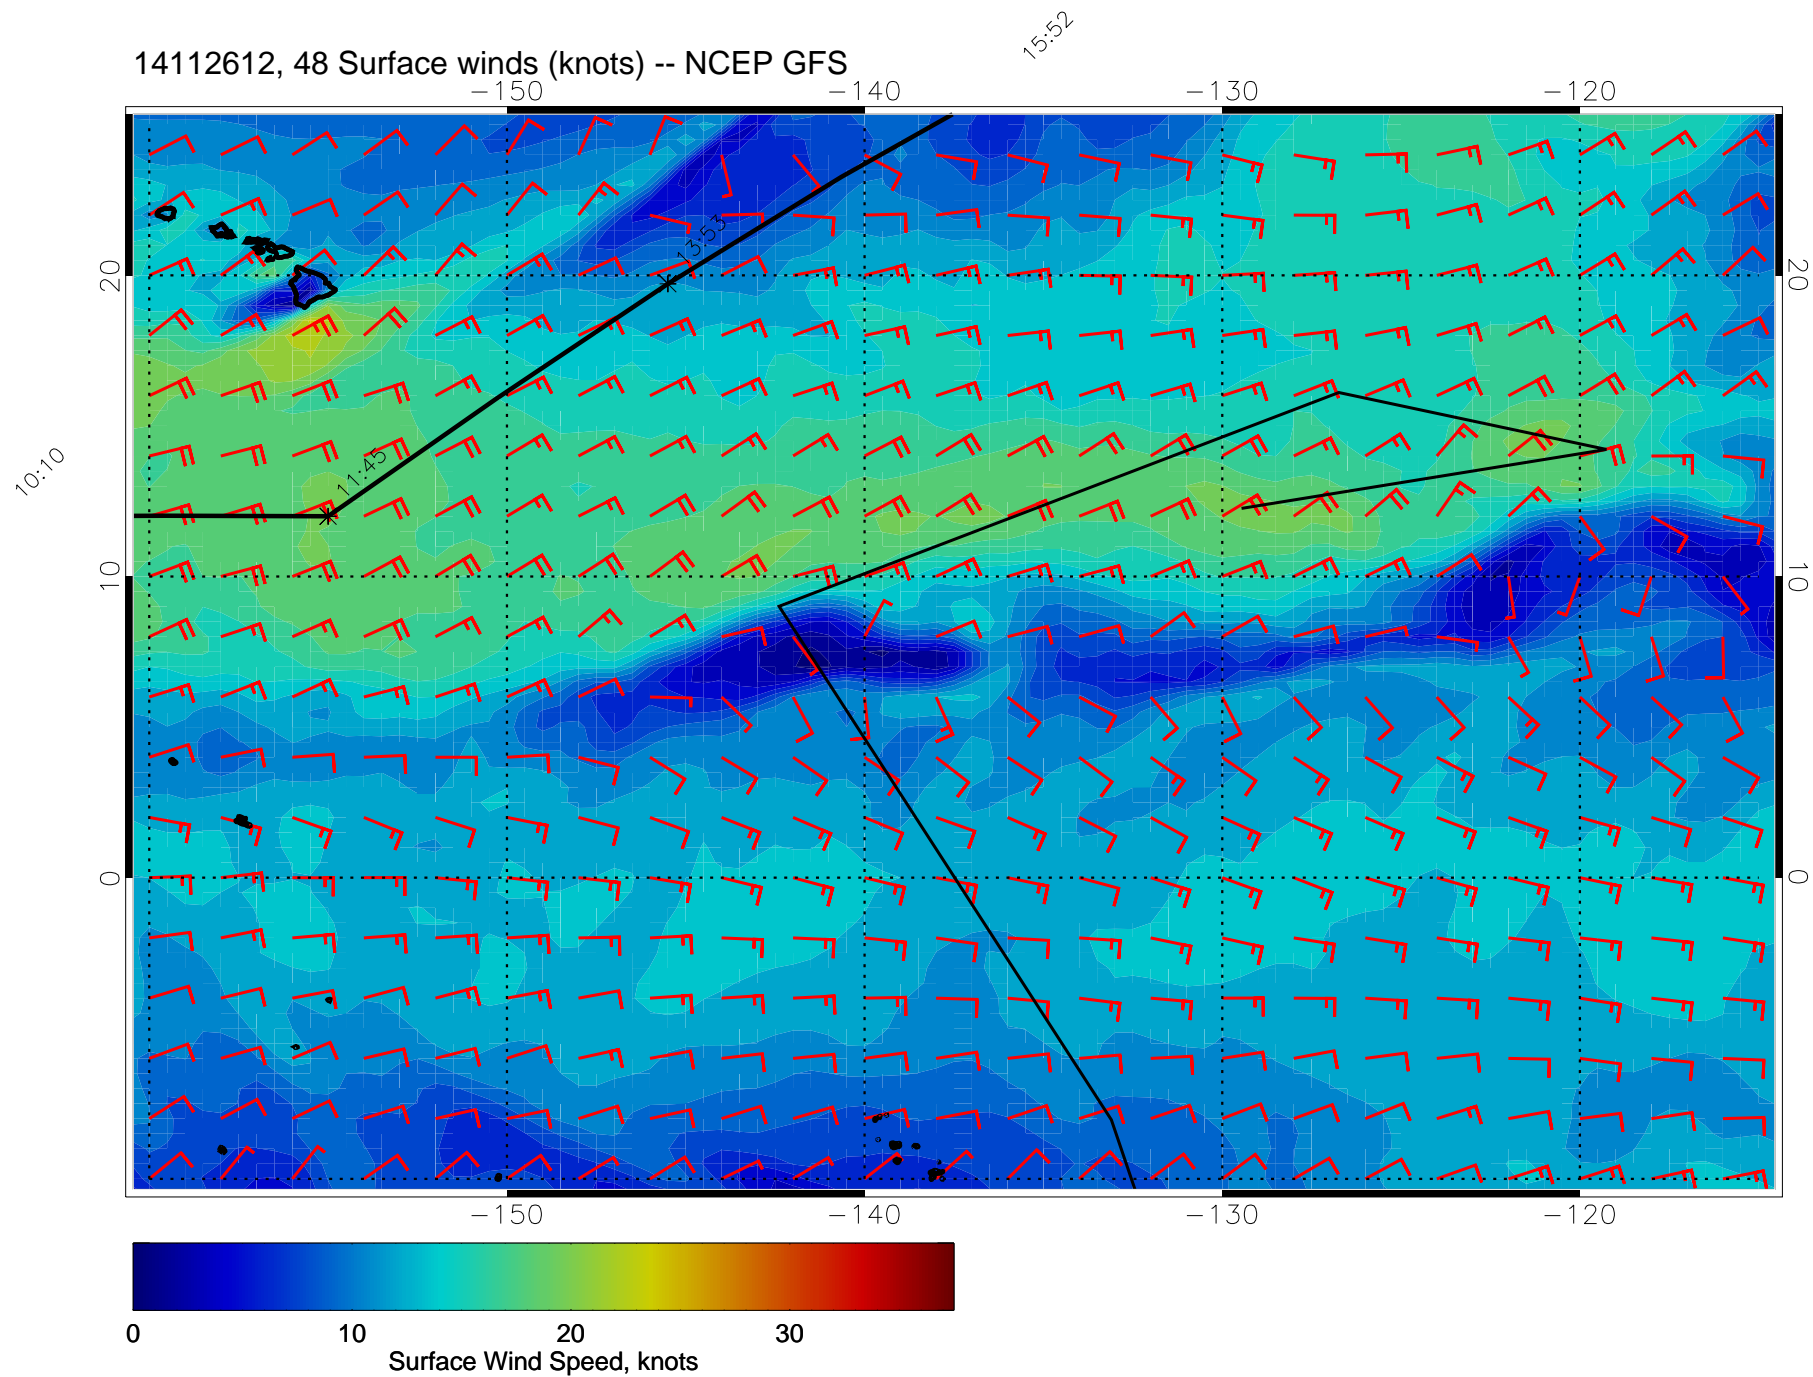 15:52
14112612, 48 Surface winds (knots) -- NCEP GFS
-150 -140 -130 -120
13:53
20 20
11:45
10:10
10 10
0 0
-150 -140 -130 -120
0 10 20 30
Surface Wind Speed, knots